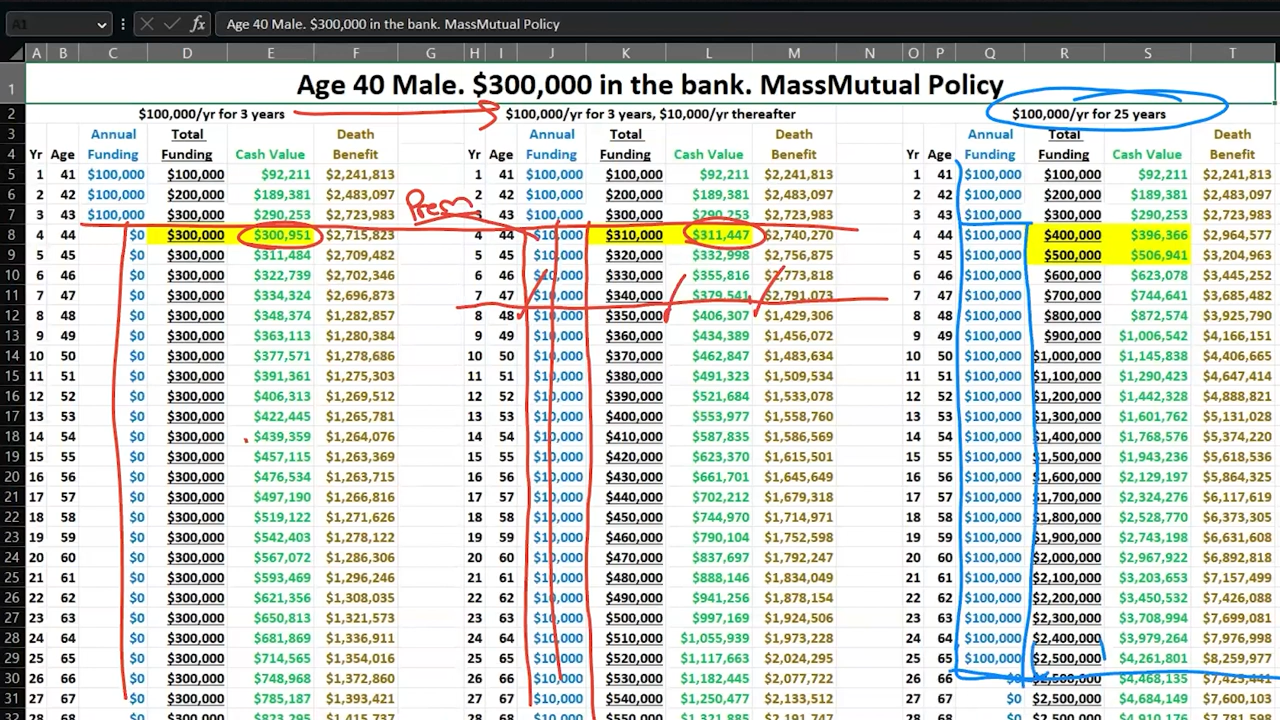 A1 fx Age 40 Male. $300,000 in the bank. MassMutual Policy
A B C D E F G H I J K L M N O P Q R S T
1 Age 40 Male. $300,000 in the bank. MassMutual Policy
2 $100,000/yr for 3 years $100,000/yr for 3 years, $10,000/yr thereafter $100,000/yr for 25 years
3 Annual Total Death Annual Total Death Annual Total Death
4 Yr Age Funding Funding Cash Value Benefit Yr Age Funding Funding Cash Value Benefit Yr Age Funding Funding Cash Value Benefit
5 1 41 $100,000 $100,000 $92,211 $2,241,813 1 41 $100,000 $100,000 $92,211 $2,241,813 1 41 $100,000 $100,000 $92,211 $2,241,813
6 2 42 $100,000 $200,000 $189,381 $2,483,097 2 42 $100,000 $200,000 $189,381 $2,483,097 2 42 $100,000 $200,000 $189,381 $2,483,097
Prem
7 3 43 $100,000 $300,000 $290,253 $2,723,983 3 43 $100,000 $300,000 $290,253 $2,723,983 3 43 $100,000 $300,000 $290,253 $2,723,983
8 4 44 $0 $300,000 $300,951 $2,715,823 4 44 $10,000 $310,000 $311,447 $2,740,270 4 44 $100,000 $400,000 $396,366 $2,964,577
9 5 45 $0 $300,000 $311,484 $2,709,482 5 45 $10,000 $320,000 $332,998 $2,756,875 5 45 $100,000 $500,000 $506,941 $3,204,963
10 6 46 $0 $300,000 $322,739 $2,702,346 6 46 $10,000 $330,000 $355,816 $2,773,818 6 46 $100,000 $600,000 $623,078 $3,445,252
11 7 47 $0 $300,000 $334,324 $2,696,873 7 47 $10,000 $340,000 $379,541 $2,791,073 7 47 $100,000 $700,000 $744,641 $3,685,482
12 8 48 $0 $300,000 $348,374 $1,282,857 8 48 $10,000 $350,000 $406,307 $1,429,306 8 48 $100,000 $800,000 $872,574 $3,925,790
13 9 49 $0 $300,000 $363,113 $1,280,384 9 49 $10,000 $360,000 $434,389 $1,456,072 9 49 $100,000 $900,000 $1,006,542 $4,166,151
14 10 50 $0 $300,000 $377,571 $1,278,686 10 50 $10,000 $370,000 $462,847 $1,483,634 10 50 $100,000 $1,000,000 $1,145,838 $4,406,665
15 11 51 $0 $300,000 $391,361 $1,275,303 11 51 $10,000 $380,000 $491,323 $1,509,534 11 51 $100,000 $1,100,000 $1,290,423 $4,647,414
16 12 52 $0 $300,000 $406,313 $1,269,512 12 52 $10,000 $390,000 $521,684 $1,533,078 12 52 $100,000 $1,200,000 $1,442,328 $4,888,821
17 13 53 $0 $300,000 $422,445 $1,265,781 13 53 $10,000 $400,000 $553,977 $1,558,760 13 53 $100,000 $1,300,000 $1,601,762 $5,131,028
18 14 54 $0 $300,000 $439,359 $1,264,076 14 54 $10,000 $410,000 $587,835 $1,586,569 14 54 $100,000 $1,400,000 $1,768,576 $5,374,220
19 15 55 $0 $300,000 $457,115 $1,263,369 15 55 $10,000 $420,000 $623,370 $1,615,501 15 55 $100,000 $1,500,000 $1,943,236 $5,618,536
20 16 56 $0 $300,000 $476,534 $1,263,715 16 56 $10,000 $430,000 $661,701 $1,645,649 16 56 $100,000 $1,600,000 $2,129,197 $5,864,325
21 17 57 $0 $300,000 $497,190 $1,266,816 17 57 $10,000 $440,000 $702,212 $1,679,318 17 57 $100,000 $1,700,000 $2,324,276 $6,117,619
22 18 58 $0 $300,000 $519,122 $1,271,626 18 58 $10,000 $450,000 $744,970 $1,714,971 18 58 $100,000 $1,800,000 $2,528,770 $6,373,305
23 19 59 $0 $300,000 $542,403 $1,278,122 19 59 $10,000 $460,000 $790,104 $1,752,598 19 59 $100,000 $1,900,000 $2,743,198 $6,631,608
24 20 60 $0 $300,000 $567,072 $1,286,306 20 60 $10,000 $470,000 $837,697 $1,792,247 20 60 $100,000 $2,000,000 $2,967,922 $6,892,818
25 21 61 $0 $300,000 $593,469 $1,296,246 21 61 $10,000 $480,000 $888,146 $1,834,049 21 61 $100,000 $2,100,000 $3,203,653 $7,157,499
26 22 62 $0 $300,000 $621,356 $1,308,035 22 62 $10,000 $490,000 $941,256 $1,878,154 22 62 $100,000 $2,200,000 $3,450,532 $7,426,088
27 23 63 $0 $300,000 $650,813 $1,321,573 23 63 $10,000 $500,000 $997,169 $1,924,506 23 63 $100,000 $2,300,000 $3,708,994 $7,699,081
28 24 64 $0 $300,000 $681,869 $1,336,911 24 64 $10,000 $510,000 $1,055,939 $1,973,228 24 64 $100,000 $2,400,000 $3,979,264 $7,976,998
29 25 65 $0 $300,000 $714,565 $1,354,016 25 65 $10,000 $520,000 $1,117,663 $2,024,295 25 65 $100,000 $2,500,000 $4,261,801 $8,259,977
30 26 66 $0 $300,000 $748,968 $1,372,860 26 66 $10,000 $530,000 $1,182,445 $2,077,722 26 66 $0 $2,500,000 $4,468,135 $7,423,441
31 27 67 $0 $300,000 $785,187 $1,393,540 27 67 $10,000 $540,000 $1,250,477 $2,133,512 27 67 $0 $2,500,000 $4,684,149 $7,600,103
32 28 68 $0 $300,000 $823,295 28 68 $10,000 $550,000 28 68 $0 $2,500,000